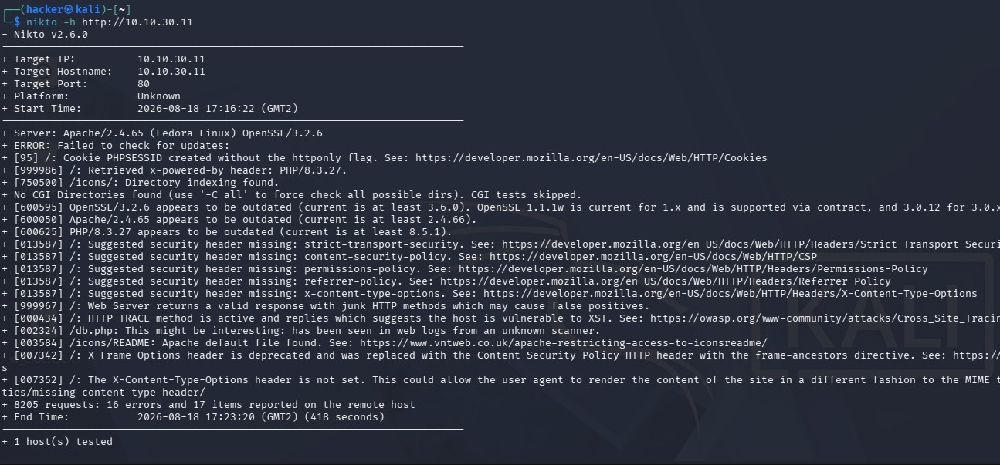 ┌──(hacker㉿kali)-[~]
└─$ nikto -h http://10.10.30.11
- Nikto v2.6.0
---------------------------------------------------------------------------
+ Target IP:          10.10.30.11
+ Target Hostname:    10.10.30.11
+ Target Port:        80
+ Platform:           Unknown
+ Start Time:         2026-08-18 17:16:22 (GMT2)
---------------------------------------------------------------------------
+ Server: Apache/2.4.65 (Fedora Linux) OpenSSL/3.2.6
+ ERROR: Failed to check for updates:
+ [95] /: Cookie PHPSESSID created without the httponly flag. See: https://developer.mozilla.org/en-US/docs/Web/HTTP/Cookies
+ [999986] /: Retrieved x-powered-by header: PHP/8.3.27.
+ [750500] /icons/: Directory indexing found.
+ No CGI Directories found (use '-C all' to force check all possible dirs). CGI tests skipped.
+ [600595] OpenSSL/3.2.6 appears to be outdated (current is at least 3.6.0). OpenSSL 1.1.1w is current for 1.x and is supported via contract, and 3.0.12 for 3.0.x
+ [600050] Apache/2.4.65 appears to be outdated (current is at least 2.4.66).
+ [600625] PHP/8.3.27 appears to be outdated (current is at least 8.5.1).
+ [013587] /: Suggested security header missing: strict-transport-security. See: https://developer.mozilla.org/en-US/docs/Web/HTTP/Headers/Strict-Transport-Securi
+ [013587] /: Suggested security header missing: content-security-policy. See: https://developer.mozilla.org/en-US/docs/Web/HTTP/CSP
+ [013587] /: Suggested security header missing: permissions-policy. See: https://developer.mozilla.org/en-US/docs/Web/HTTP/Headers/Permissions-Policy
+ [013587] /: Suggested security header missing: referrer-policy. See: https://developer.mozilla.org/en-US/docs/Web/HTTP/Headers/Referrer-Policy
+ [013587] /: Suggested security header missing: x-content-type-options. See: https://developer.mozilla.org/en-US/docs/Web/HTTP/Headers/X-Content-Type-Options
+ [999967] /: Web Server returns a valid response with junk HTTP methods which may cause false positives.
+ [000434] /: HTTP TRACE method is active and replies which suggests the host is vulnerable to XST. See: https://owasp.org/www-community/attacks/Cross_Site_Tracin
+ [002324] /db.php: This might be interesting: has been seen in web logs from an unknown scanner.
+ [003584] /icons/README: Apache default file found. See: https://www.vntweb.co.uk/apache-restricting-access-to-iconsreadme/
+ [007342] /: X-Frame-Options header is deprecated and was replaced with the Content-Security-Policy HTTP header with the frame-ancestors directive. See: https://
s
+ [007352] /: The X-Content-Type-Options header is not set. This could allow the user agent to render the content of the site in a different fashion to the MIME t
ties/missing-content-type-header/
+ 8205 requests: 16 errors and 17 items reported on the remote host
+ End Time:           2026-08-18 17:23:20 (GMT2) (418 seconds)
---------------------------------------------------------------------------
+ 1 host(s) tested
KALI